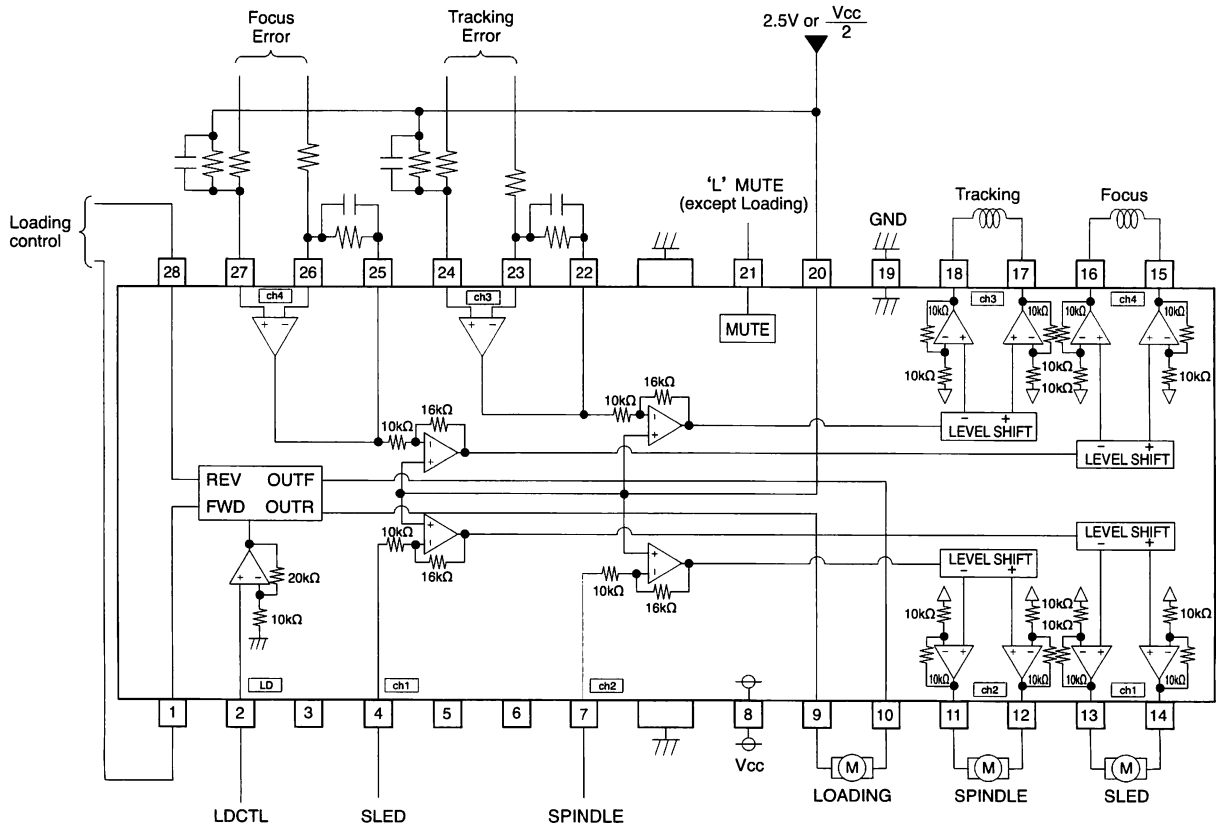 Focus
Error
Tracking
Error
2.5V or Vcc
2
Loading
control
'L' MUTE
(except Loading)
GND
Tracking
Focus
28 27 26 25 24 23 22 21 20 19 18 17 16 15
ch4 ch3 ch3 ch4
MUTE
+ − + −
10kΩ 10kΩ 10kΩ 10kΩ
− + + − − + + −
10kΩ 10kΩ 10kΩ 10kΩ
16kΩ
10kΩ
16kΩ
10kΩ
− +
LEVEL SHIFT
− +
LEVEL SHIFT
REV OUTF
FWD OUTR
10kΩ
16kΩ
20kΩ
10kΩ
10kΩ
16kΩ
LEVEL SHIFT
− +
LEVEL SHIFT
− +
10kΩ 10kΩ 10kΩ 10kΩ
− + + − − + + −
10kΩ 10kΩ 10kΩ 10kΩ
LD ch1 ch2 ch2 ch1
1 2 3 4 5 6 7 8 9 10 11 12 13 14
Vcc
M M M
LOADING SPINDLE SLED
LDCTL SLED SPINDLE